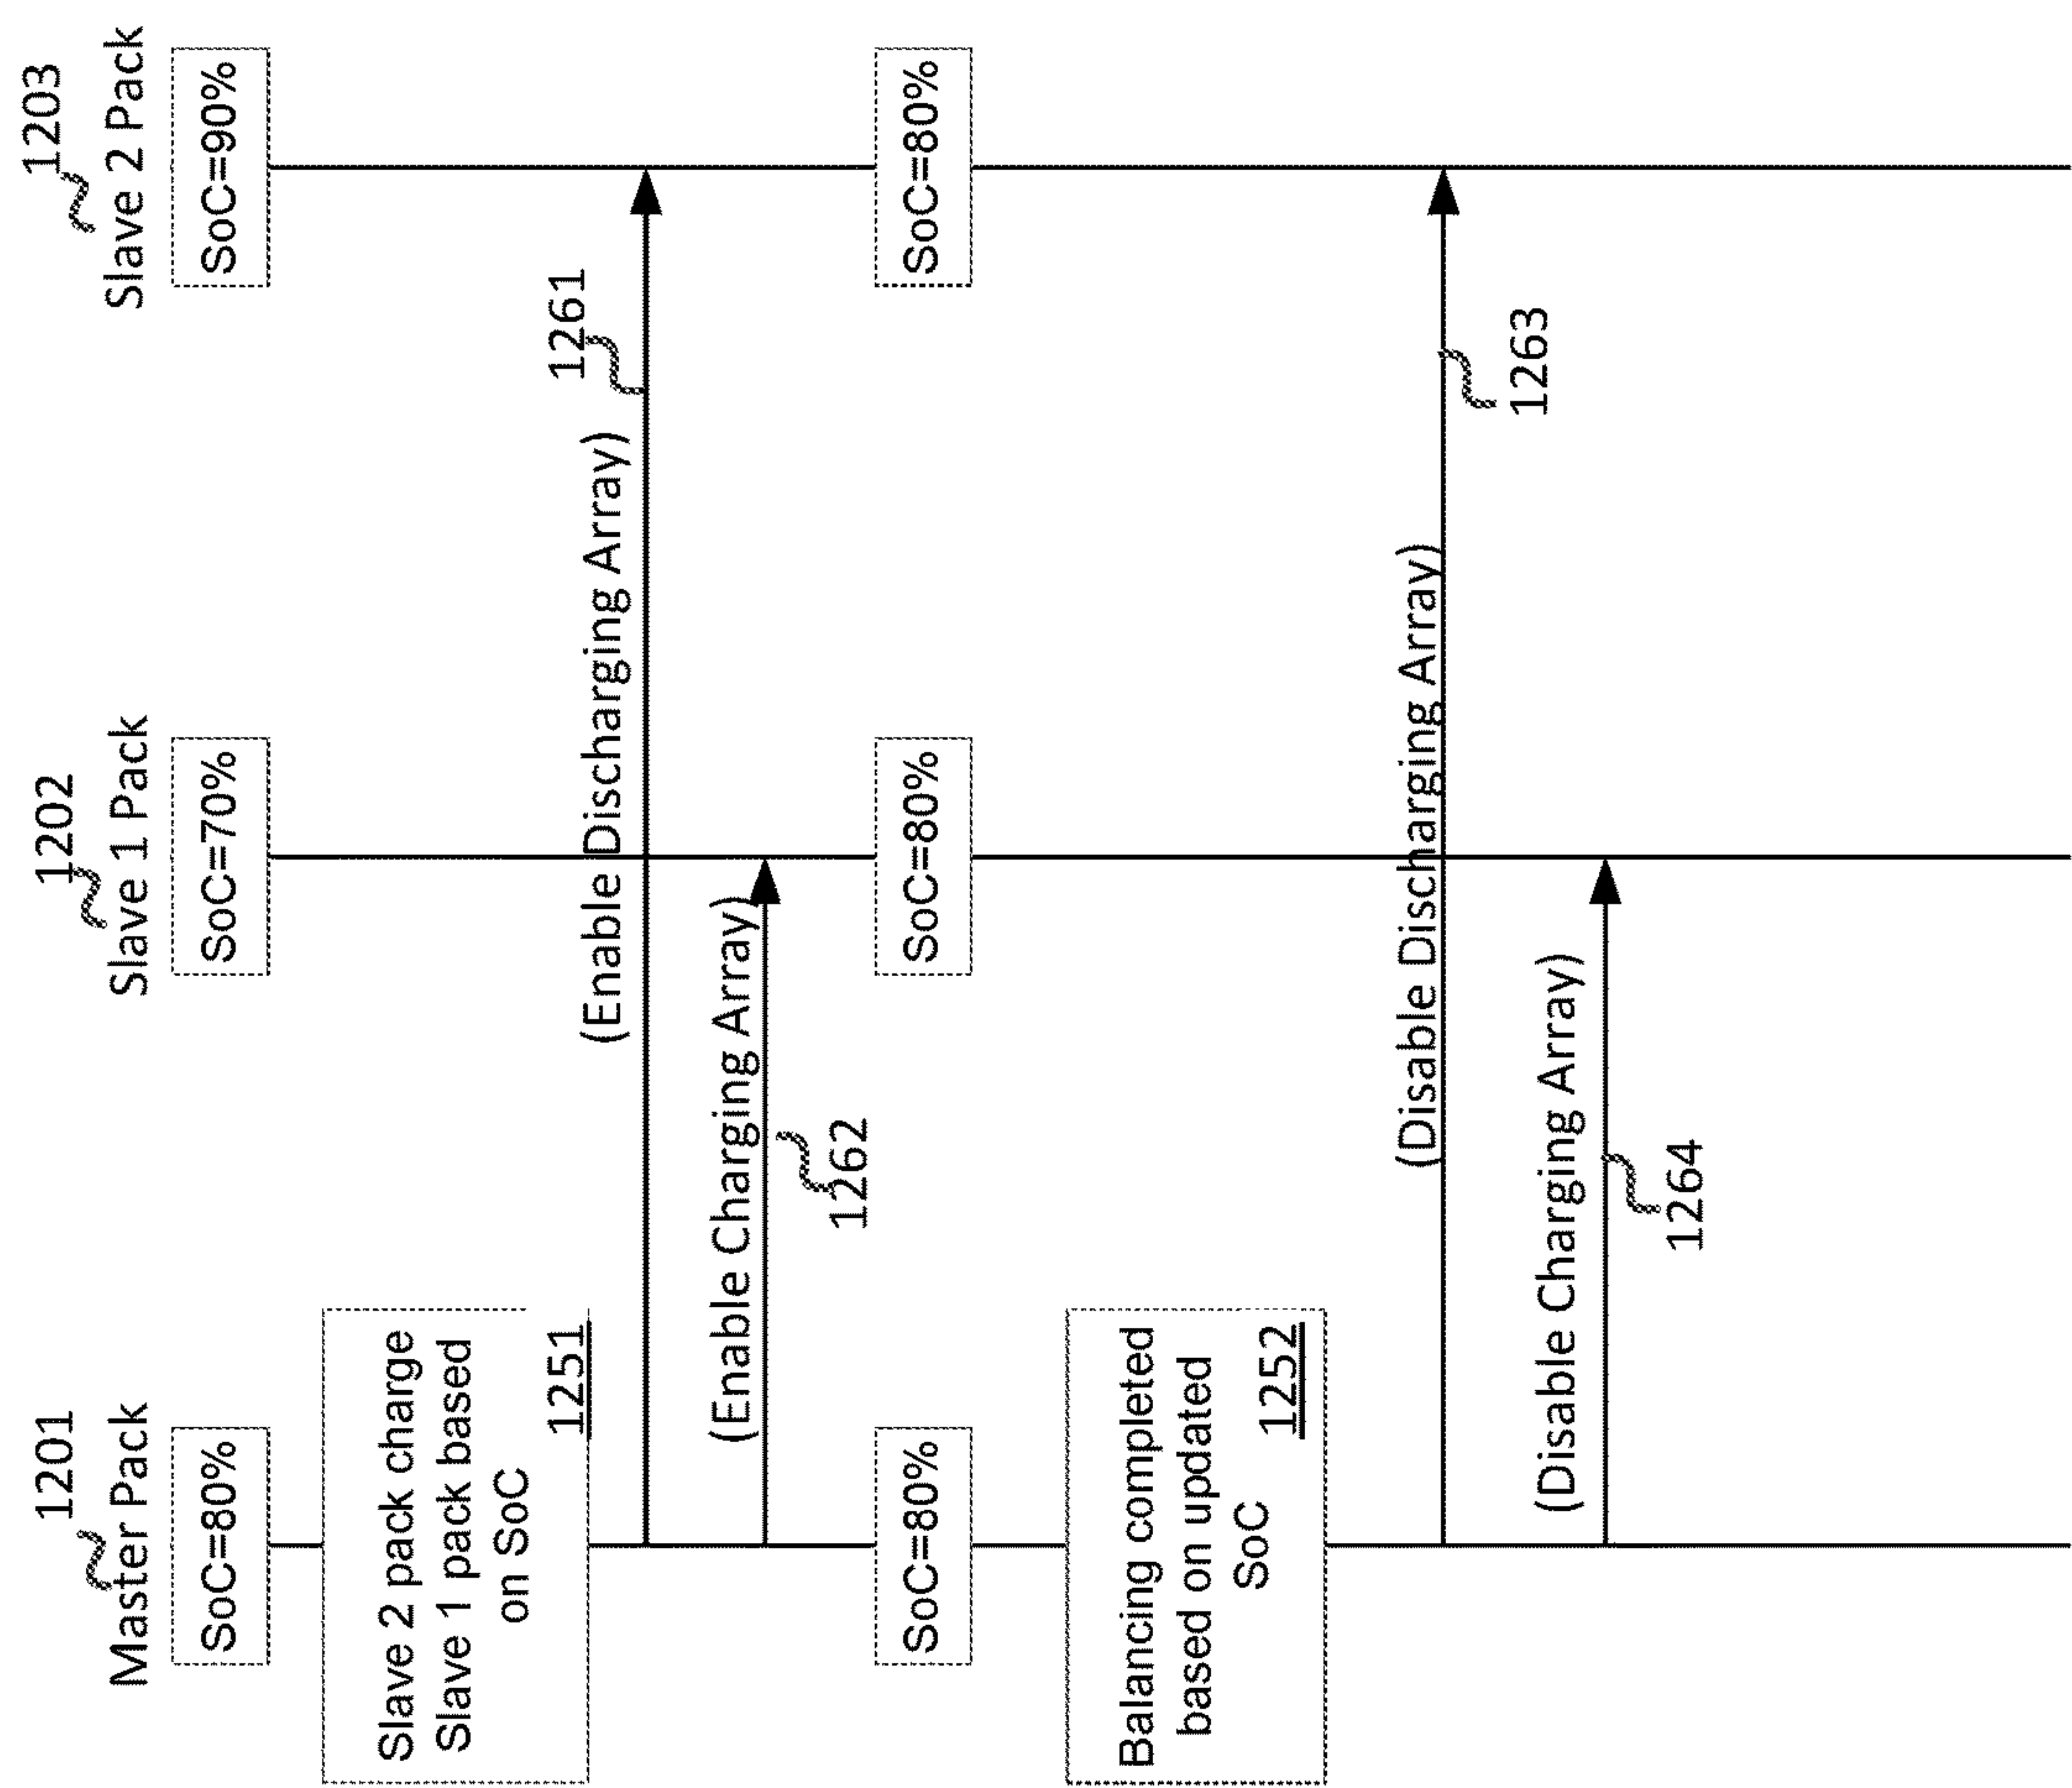 1201
Master Pack
1202
Slave 1 Pack
1203
Slave 2 Pack
SoC=80%
SoC=70%
SoC=90%
Slave 2 pack charge
Slave 1 pack based
on SoC
1251
(Enable Discharging Array)
1261
(Enable Charging Array)
1262
SoC=80%
SoC=80%
SoC=80%
Balancing completed
based on updated
SoC
1252
(Disable Discharging Array)
1263
(Disable Charging Array)
1264